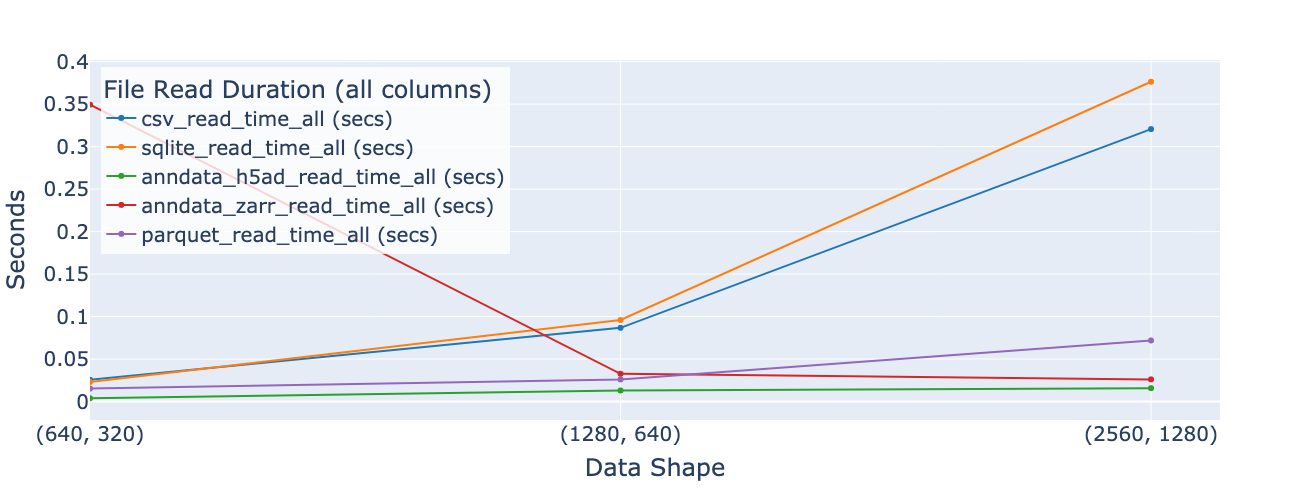 File Read Duration (all columns)
csv_read_time_all (secs)
sqlite_read_time_all (secs)
anndata_h5ad_read_time_all (secs)
anndata_zarr_read_time_all (secs)
parquet_read_time_all (secs)
Seconds
0.4
0.35
0.3
0.25
0.2
0.15
0.1
0.05
0
(640, 320)
(1280, 640)
(2560, 1280)
Data Shape